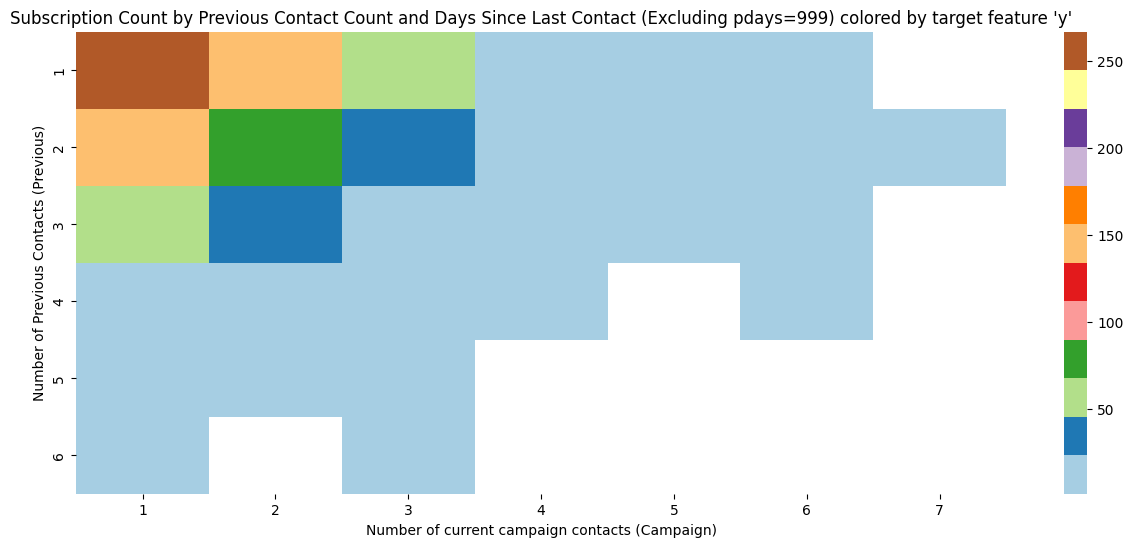 Subscription Count by Previous Contact Count and Days Since Last Contact (Excluding pdays=999) colored by target feature 'y'
Number of Previous Contacts (Previous)
1
2
3
4
5
6
1 2 3 4 5 6 7
Number of current campaign contacts (Campaign)
250
200
150
100
50